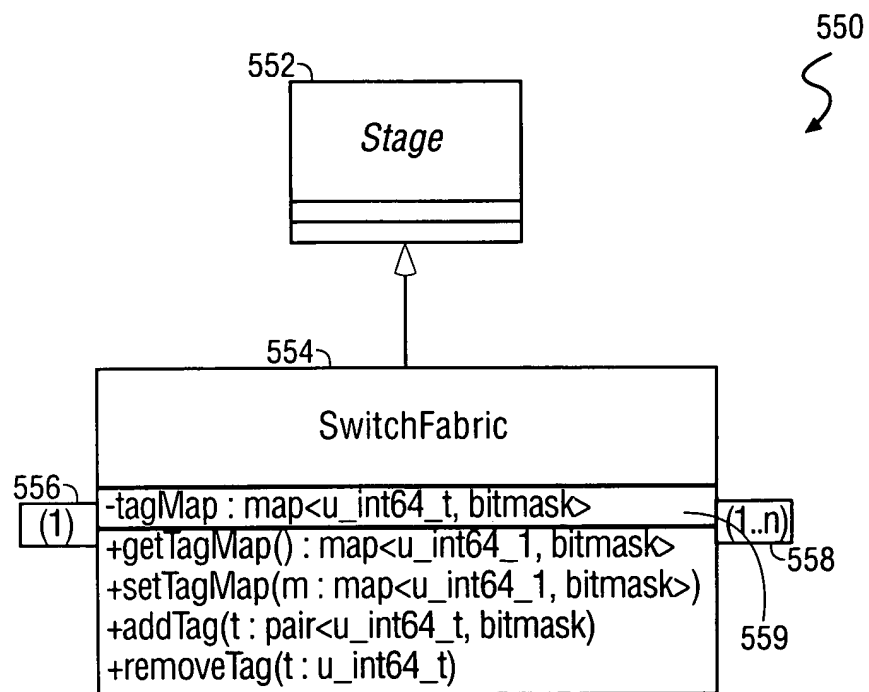 550
552
Stage
554
SwitchFabric
556
(1)
-tagMap : map<u_int64_t, bitmask>
(1..n)
558
+getTagMap() : map<u_int64_1, bitmask>
+setTagMap(m : map<u_int64_1, bitmask>)
+addTag(t : pair<u_int64_t, bitmask)
+removeTag(t : u_int64_t)
559